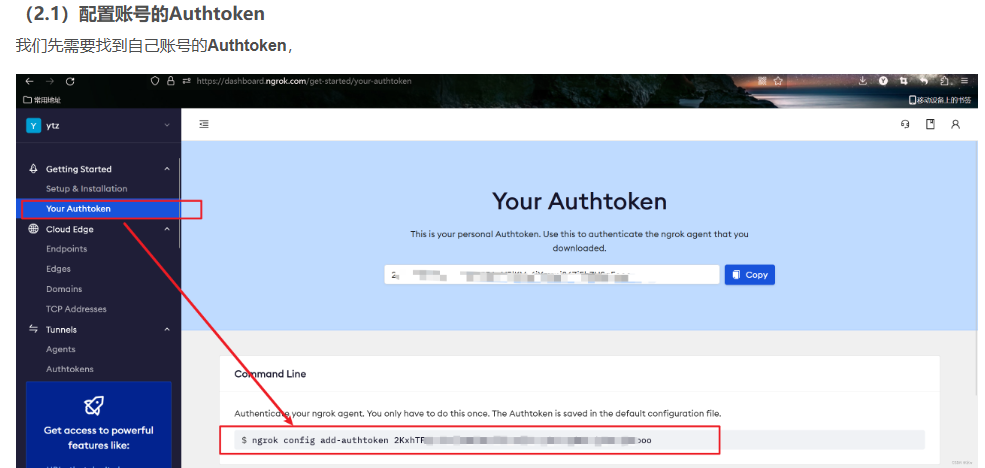 （2.1）配置账号的Authtoken
我们先需要找到自己账号的Authtoken，
https://dashboard.ngrok.com/get-started/your-authtoken
常用地址
移动设备上的书签
Y ytz
Getting Started
Setup & Installation
Your Authtoken
Cloud Edge
Endpoints
Edges
Domains
TCP Addresses
Tunnels
Agents
Authtokens
Get access to powerful
features like:
Your Authtoken
This is your personal Authtoken. Use this to authenticate the ngrok agent that you
downloaded.
Copy
Command Line
Authenticate your ngrok agent. You only have to do this once. The Authtoken is saved in the default configuration file.
$ ngrok config add-authtoken